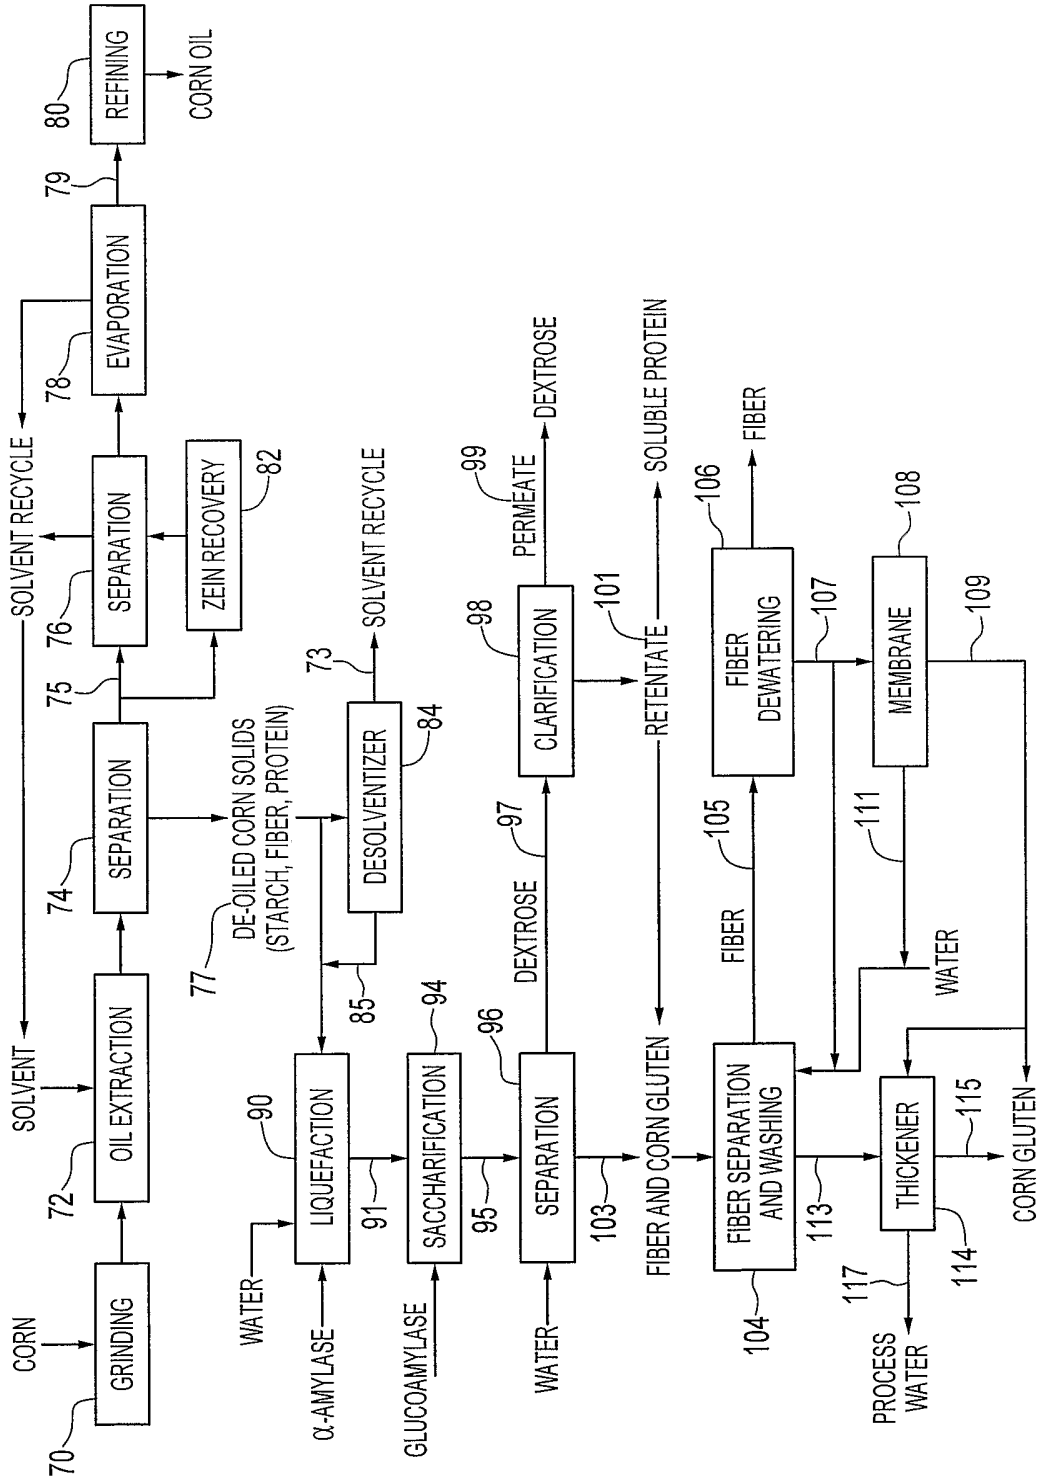 CORN
70
GRINDING
SOLVENT
72
OIL EXTRACTION
74
SEPARATION
75
SOLVENT RECYCLE
76
SEPARATION
ZEIN RECOVERY
82
78
EVAPORATION
79
80
REFINING
CORN OIL
77
DE-OILED CORN SOLIDS
(STARCH, FIBER, PROTEIN)
85
DESOLVENTIZER
84
73
SOLVENT RECYCLE
WATER
α-AMYLASE
90
LIQUEFACTION
91
GLUCOAMYLASE
SACCHARIFICATION
94
95
WATER
SEPARATION
96
DEXTROSE
97
98
CLARIFICATION
PERMEATE
99
DEXTROSE
103
FIBER AND CORN GLUTEN
RETENTATE
101
SOLUBLE PROTEIN
104
FIBER SEPARATION
AND WASHING
FIBER
105
FIBER
DEWATERING
106
FIBER
107
113
WATER
111
MEMBRANE
108
109
PROCESS
WATER
117
THICKENER
114
115
CORN GLUTEN